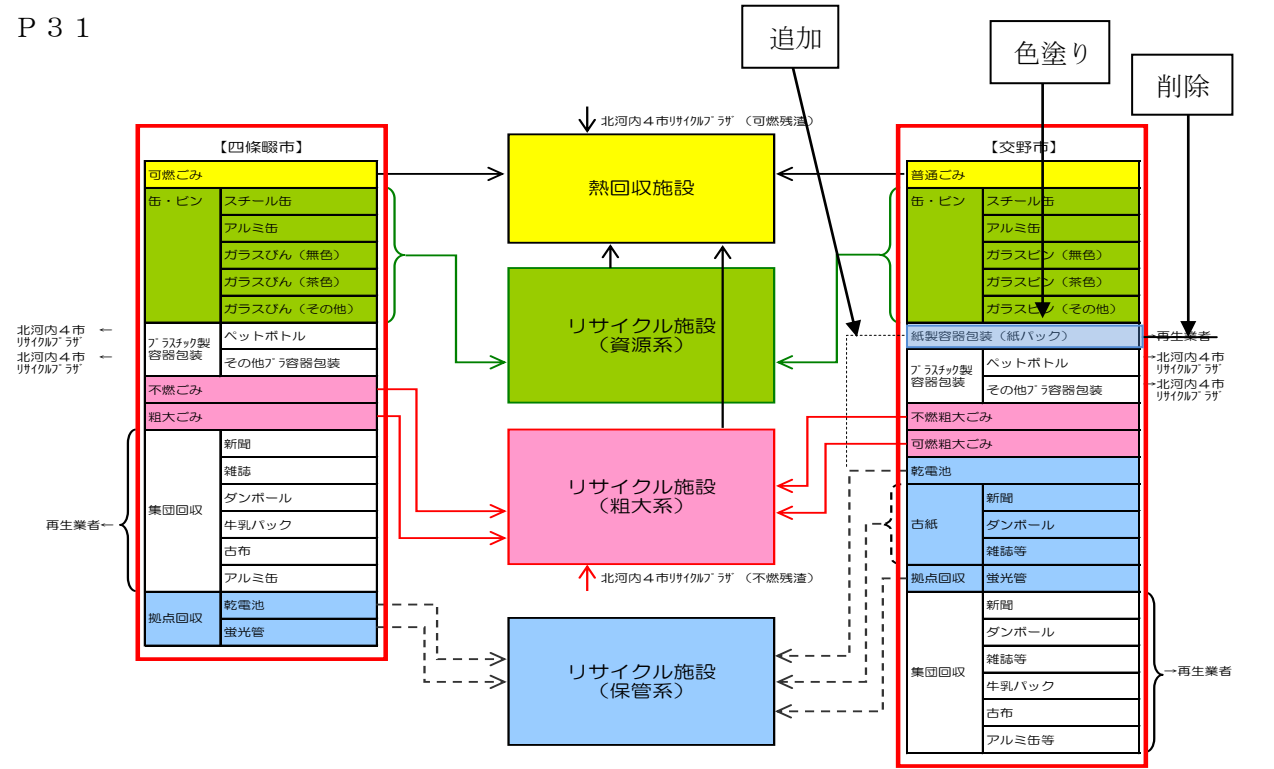 Ｐ３１
追加
色塗り
削除
北河内４市ﾘｻｲｸﾙﾌﾟﾗｻﾞ（可燃残渣）
【四條畷市】
可燃ごみ
缶・ビン
スチール缶
アルミ缶
ガラスびん（無色）
ガラスびん（茶色）
ガラスびん（その他）
プラスチック製
容器包装
ペットボトル
その他プラ容器包装
不燃ごみ
粗大ごみ
集団回収
新聞
雑誌
ダンボール
牛乳パック
古布
アルミ缶
拠点回収
乾電池
蛍光管
北河内４市 ←
ﾘｻｲｸﾙﾌﾟﾗｻﾞ
北河内４市 ←
ﾘｻｲｸﾙﾌﾟﾗｻﾞ
再生業者←
熱回収施設
リサイクル施設
（資源系）
リサイクル施設
（粗大系）
北河内４市ﾘｻｲｸﾙﾌﾟﾗｻﾞ（不燃残渣）
リサイクル施設
（保管系）
【交野市】
普通ごみ
缶・ビン
スチール缶
アルミ缶
ガラスビン（無色）
ガラスビン（茶色）
ガラスビン（その他）
紙製容器包装（紙パック）
プラスチック製
容器包装
ペットボトル
その他プラ容器包装
不燃粗大ごみ
可燃粗大ごみ
乾電池
古紙
新聞
ダンボール
雑誌等
拠点回収
蛍光管
集団回収
新聞
ダンボール
雑誌等
牛乳パック
古布
アルミ缶等
→再生業者
→北河内４市
ﾘｻｲｸﾙﾌﾟﾗｻﾞ
→北河内４市
ﾘｻｲｸﾙﾌﾟﾗｻﾞ
→再生業者